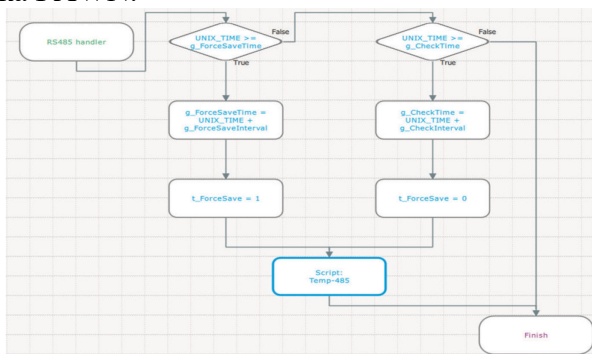 RS485 handler
UNIX_TIME >=
g_ForceSaveTime
False
True
UNIX_TIME >=
g_CheckTime
False
True
g_ForceSaveTime =
UNIX_TIME +
g_ForceSaveInterval
g_CheckTime =
UNIX_TIME +
g_CheckInterval
t_ForceSave = 1
t_ForceSave = 0
Script:
Temp-485
Finish